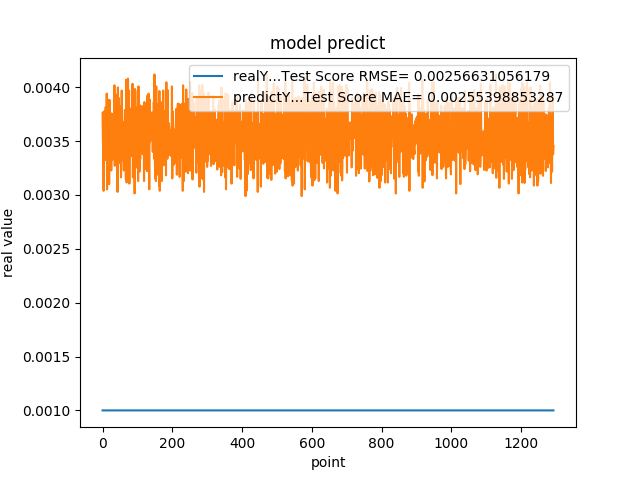 model predict
realY...Test Score RMSE= 0.00256631056179
predictY...Test Score MAE= 0.00255398853287
0.0040
0.0035
0.0030
0.0025
0.0020
0.0015
0.0010
real value
0 200 400 600 800 1000 1200
point